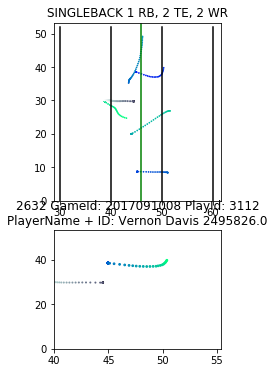 SINGLEBACK 1 RB, 2 TE, 2 WR
50
40
30
20
10
0
30 40 50 60
2632 GameId: 2017091008 PlayId: 3112
PlayerName + ID: Vernon Davis 2495826.0
40
20
0
40 45 50 55